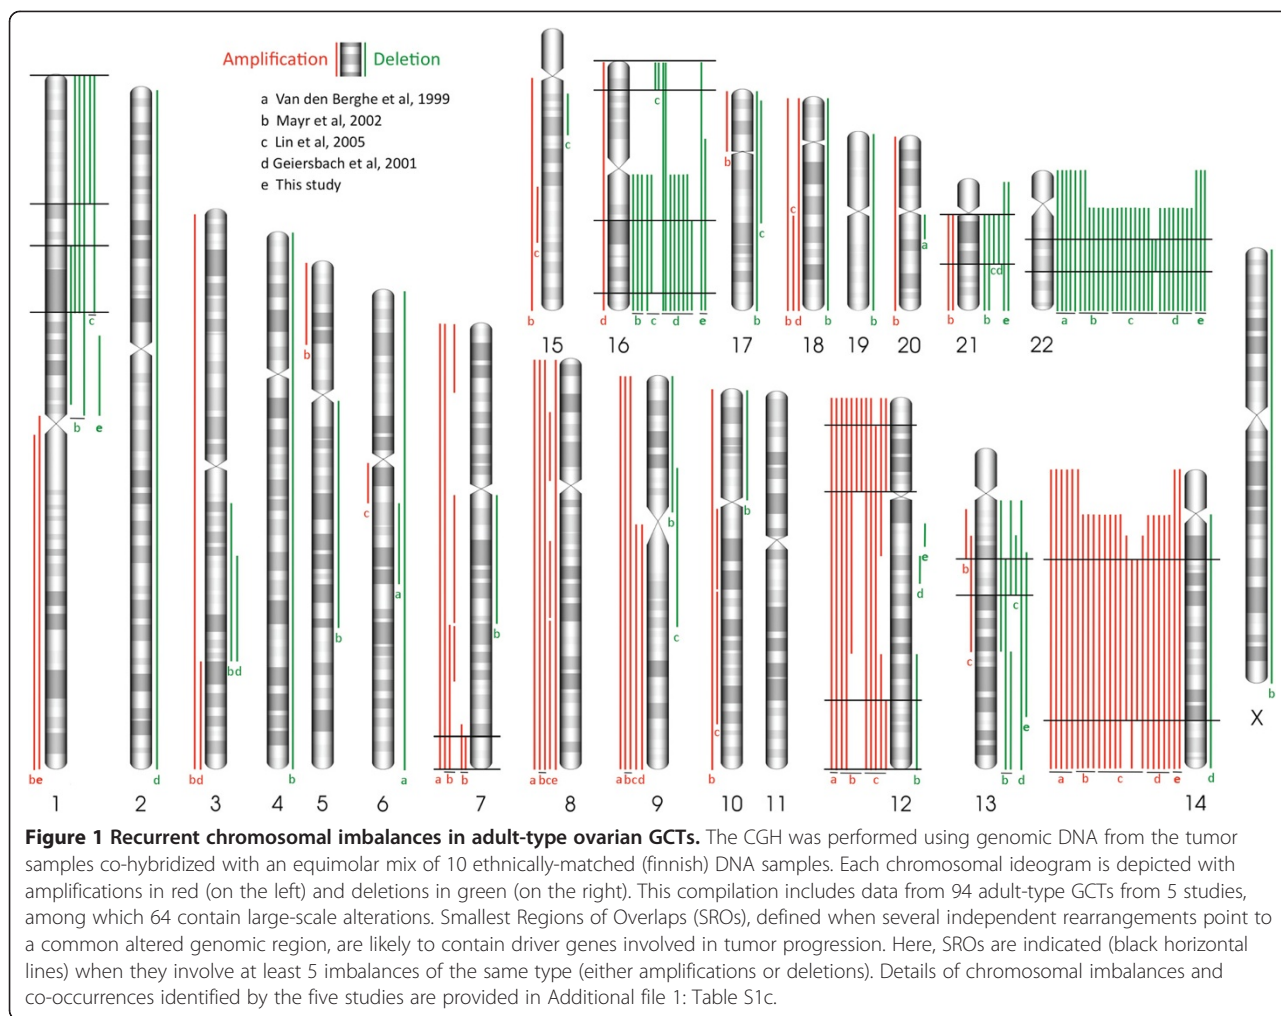 Amplification Deletion
a Van den Berghe et al, 1999
b Mayr et al, 2002
c Lin et al, 2005
d Geiersbach et al, 2001
e This study
c
b
e
be
1
d
2
bd
bd
3
b
4
b
b
5
c
a
a
6
b
a b b
7
a bce
8
b
c
a bcd
9
b
c
b
10
11
e
d
a b c
b
12
b
c
c
e
b d
13
a b c d e
d
14
c
c
b
15
c
d
b c d e
16
b
c
b
17
c
bd
b
18
b
19
a
b
20
cd
b
b e
21
22
a b c d e
b
X
Figure 1 Recurrent chromosomal imbalances in adult-type ovarian GCTs. The CGH was performed using genomic DNA from the tumor
samples co-hybridized with an equimolar mix of 10 ethnically-matched (finnish) DNA samples. Each chromosomal ideogram is depicted with
amplifications in red (on the left) and deletions in green (on the right). This compilation includes data from 94 adult-type GCTs from 5 studies,
among which 64 contain large-scale alterations. Smallest Regions of Overlaps (SROs), defined when several independent rearrangements point to
a common altered genomic region, are likely to contain driver genes involved in tumor progression. Here, SROs are indicated (black horizontal
lines) when they involve at least 5 imbalances of the same type (either amplifications or deletions). Details of chromosomal imbalances and
co-occurrences identified by the five studies are provided in Additional file 1: Table S1c.